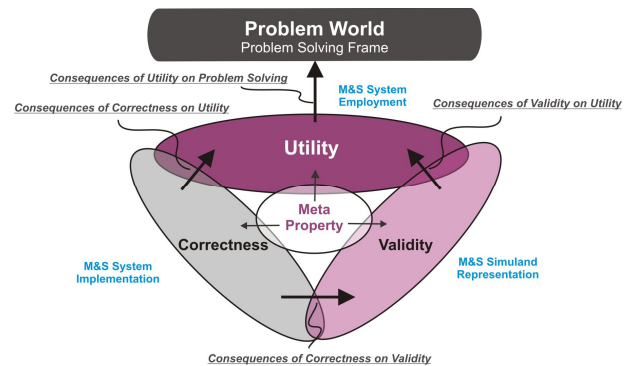 Problem World
Problem Solving Frame
Consequences of Utility on Problem Solving
M&S System
Employment
Consequences of Correctness on Utility
Consequences of Validity on Utility
Utility
Meta
Property
Correctness
Validity
M&S System
Implementation
M&S Simuland
Representation
Consequences of Correctness on Validity